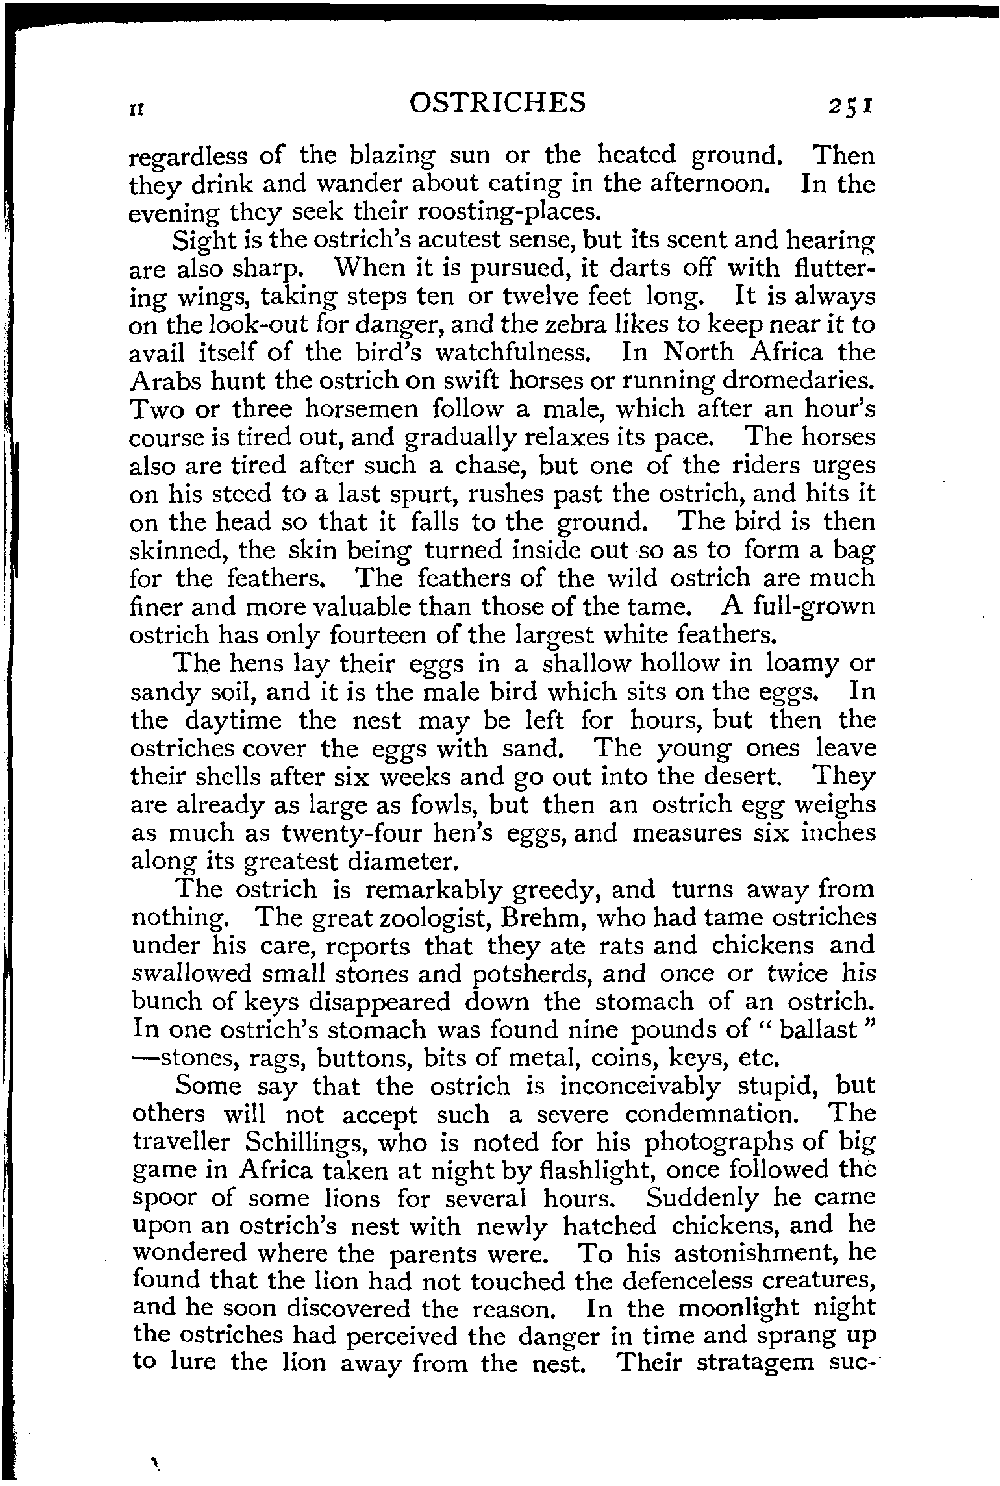 II OSTRICHES 251
regardless of the blazing sun or the heated ground. Then
they drink and wander about eating in the afternoon. In the
evening they seek their roosting-places.
Sight is the ostrich's acutest sense, but its scent and hearing
are also sharp. When it is pursued, it darts off with flutter-
ing wings, taking steps ten or twelve feet long. It is always
on the look-out for danger, and the zebra likes to keep near it to
avail itself of the bird's watchfulness. In North Africa the
Arabs hunt the ostrich on swift horses or running dromedaries.
Two or three horsemen follow a male, which after an hour's
course is tired out, and gradually relaxes its pace. The horses
also are tired after such a chase, but one of the riders urges
on his steed to a last spurt, rushes past the ostrich, and hits it
on the head so that it falls to the ground. The bird is then
skinned, the skin being turned inside out so as to form a bag
for the feathers. The feathers of the wild ostrich are much
finer and more valuable than those of the tame. A full-grown
ostrich has only fourteen of the largest white feathers.
The hens lay their eggs in a shallow hollow in loamy or
sandy soil, and it is the male bird which sits on the eggs. In
the daytime the nest may be left for hours, but then the
ostriches cover the eggs with sand. The young ones leave
their shells after six weeks and go out into the desert. They
are already as large as fowls, but then an ostrich egg weighs
as much as twenty-four hen's eggs, and measures six inches
along its greatest diameter.
The ostrich is remarkably greedy, and turns away from
nothing. The great zoologist, Brehm, who had tame ostriches
under his care, reports that they ate rats and chickens and
swallowed small stones and potsherds, and once or twice his
bunch of keys disappeared down the stomach of an ostrich.
In one ostrich's stomach was found nine pounds of "ballast"
—stones, rags, buttons, bits of metal, coins, keys, etc.
Some say that the ostrich is inconceivably stupid, but
others will not accept such a severe condemnation. The
traveller Schillings, who is noted for his photographs of big
game in Africa taken at night by flashlight, once followed the
spoor of some lions for several hours. Suddenly he came
upon an ostrich's nest with newly hatched chickens, and he
wondered where the parents were. To his astonishment, he
found that the lion had not touched the defenceless creatures,
and he soon discovered the reason. In the moonlight night
the ostriches had perceived the danger in time and sprang up
to lure the lion away from the nest. Their stratagem suc-